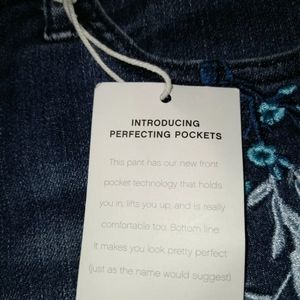 INTRODUCING
PERFECTING POCKETS
This pant has our new front
pocket technology that holds
you in, lifts you up, and is really
comfortable too. Bottom line:
it makes you look pretty perfect
(just as the name would suggest)